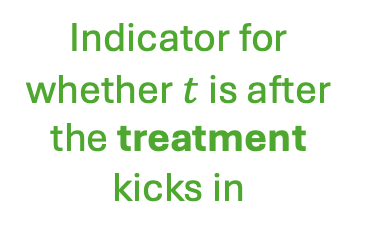 Indicator for
whether t is after
the treatment
kicks in